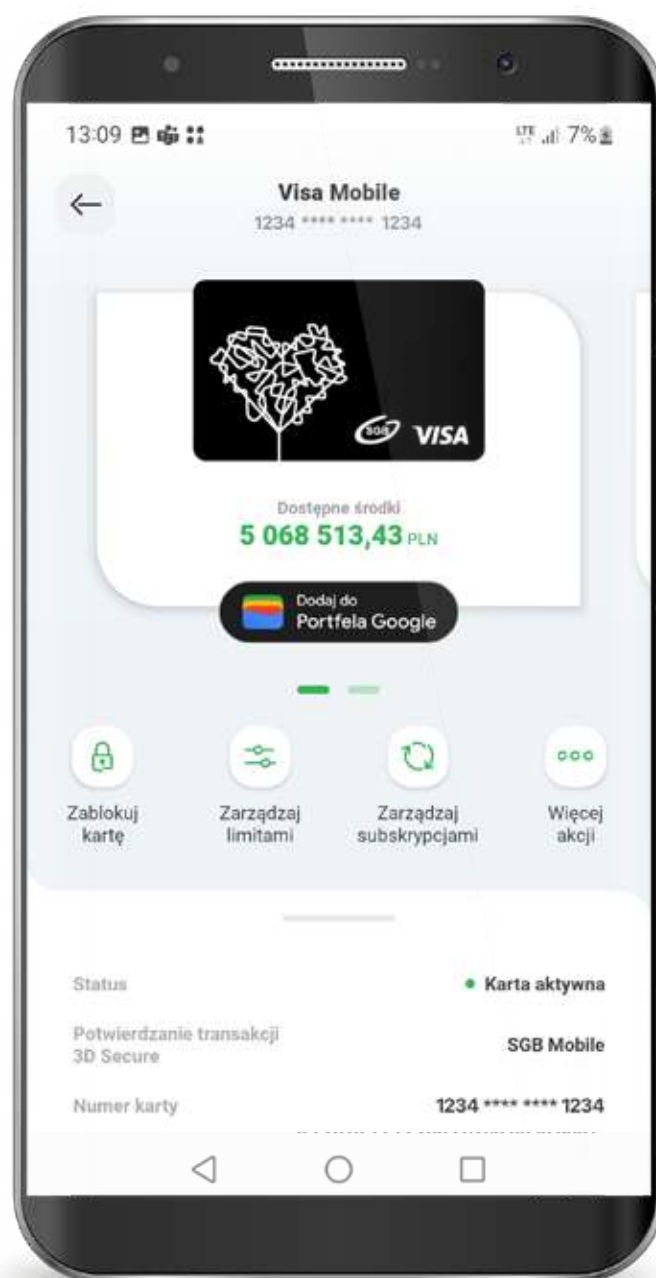 13:09
LTE 7%
Visa Mobile
1234 **** **** 1234
SGB VISA
Dostępne środki
5 068 513,43 PLN
Dodaj do
Portfela Google
Zablokuj
kartę
Zarządzaj
limitami
Zarządzaj
subskrypcjami
Więcej
akcji
Status
Karta aktywna
Potwierdzanie transakcji
3D Secure
SGB Mobile
Numer karty
1234 **** **** 1234